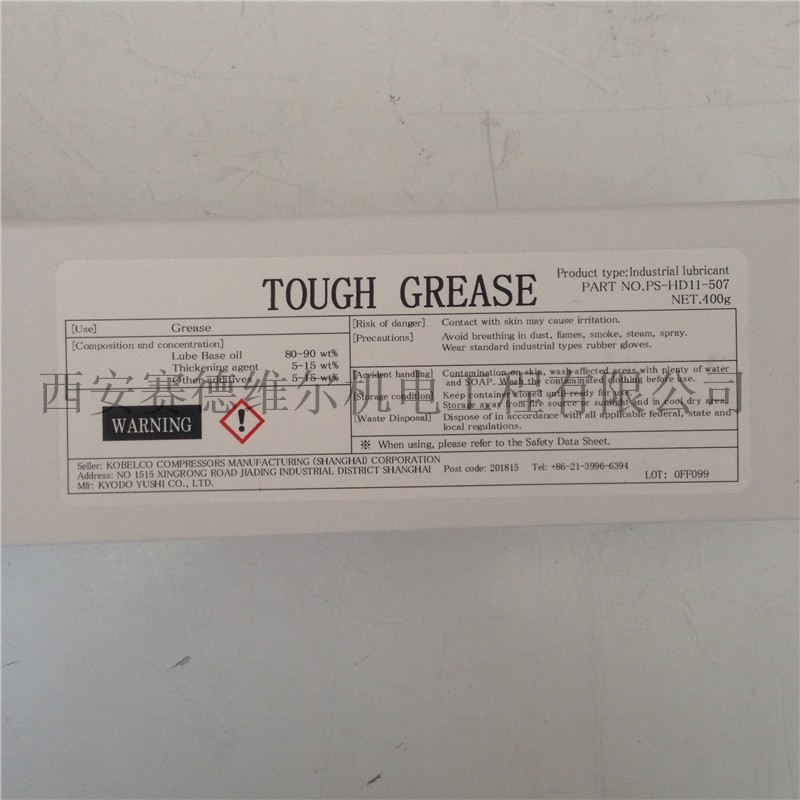 TOUGH GREASE
Product type:Industrial lubricant
PART NO.PS-HD11-507
NET.400g
[Use] Grease
[Composition and concentration]
Lube Base oil 80-90 wt%
Thickening agent 5-15 wt%
Other additives 5-15 wt%
WARNING
[Risk of danger] Contact with skin may cause irritation.
[Precautions] Avoid breathing in dust, fumes, smoke, steam, spray.
Wear standard industrial types rubber gloves.
[Accident handling] Contamination on skin, wash affected areas with plenty of water
and SOAP. Wash the contaminated clothing before use.
[Storage condition] Keep container closed until ready for use.
Storage away from fire source or sunlight and in cool dry area.
[Waste Disposal] Dispose of in accordance with all applicable federal, state and
local regulations.
※ When using, please refer to the Safety Data Sheet.
Seller: KOBELCO COMPRESSORS MANUFACTURING (SHANGHAI) CORPORATION
Address: NO 1515 XINGRONG ROAD JIADING INDUSTRIAL DISTRICT SHANGHAI Post code: 201815 Tel: +86-21-3996-6394
Mfr: KYODO YUSHI CO., LTD.
LOT: 0FF099
西安赛德维尔机电工程有限公司